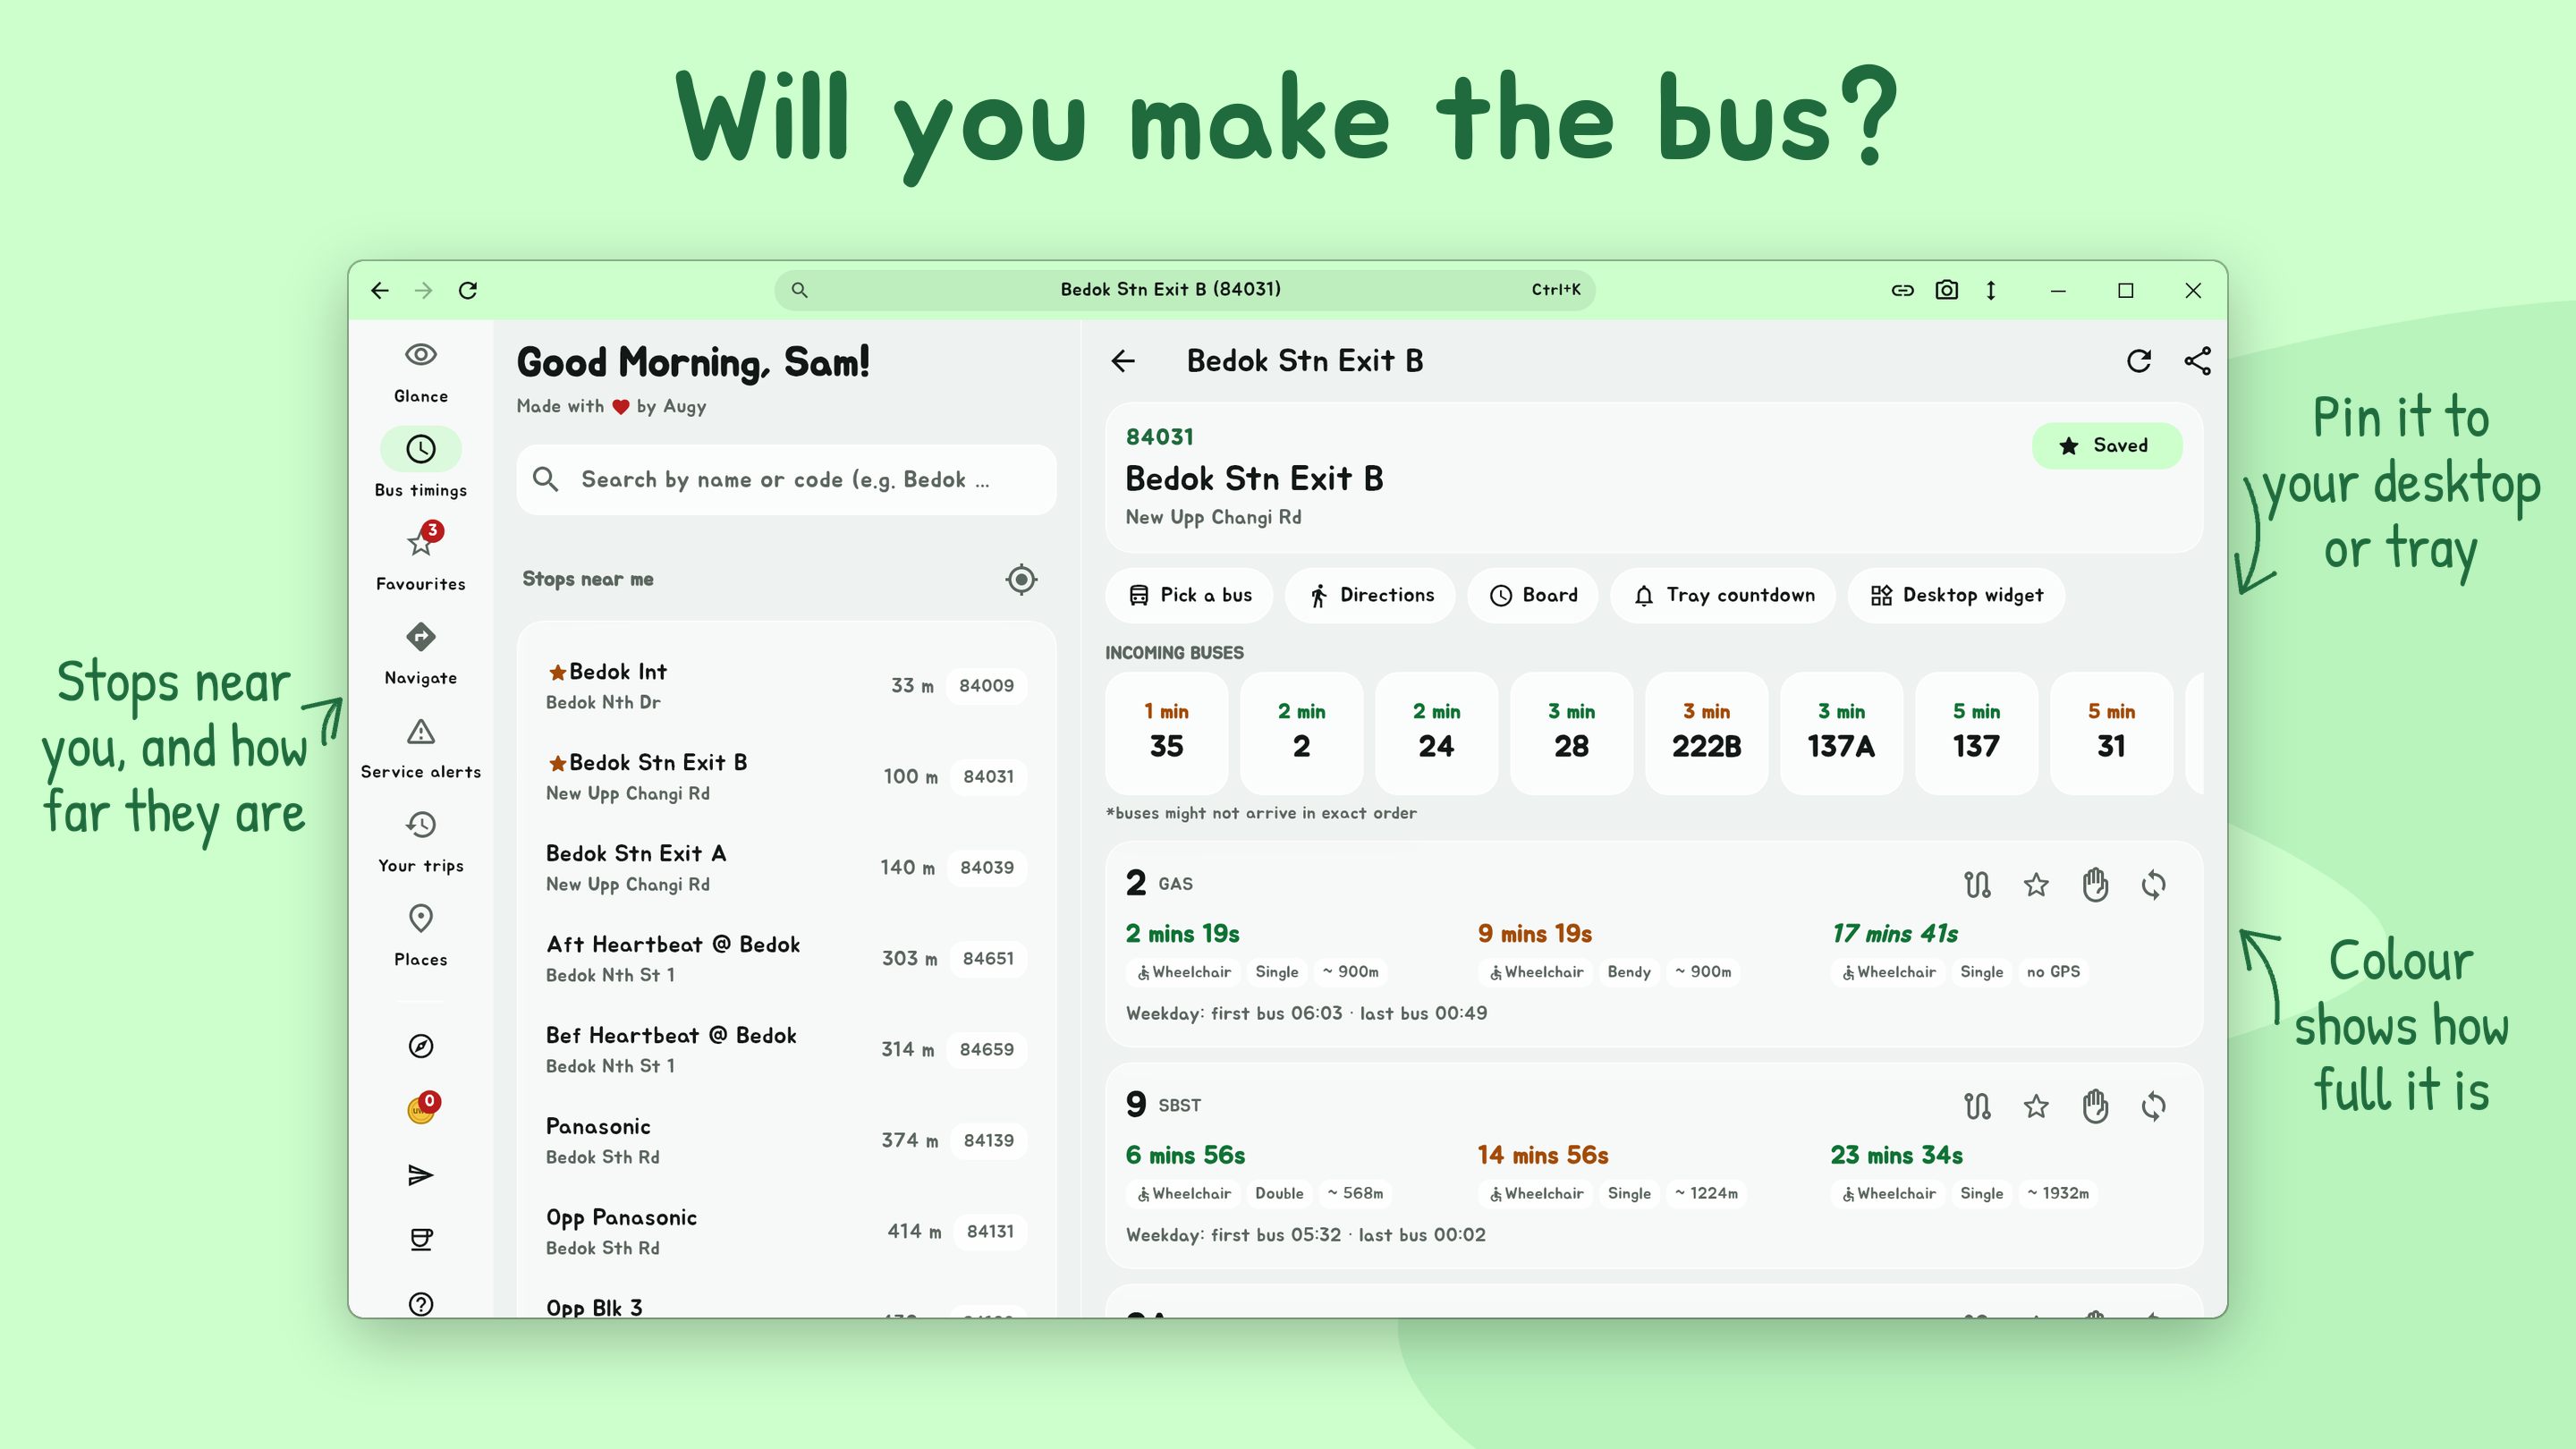 Will you make the bus?
Bedok Stn Exit B (84031)
Ctrl+K
Glance
Bus timings
3
Favourites
Navigate
Service alerts
Your trips
Places
0
Good Morning, Sam!
Made with by Augy
Search by name or code (e.g. Bedok ...
Stops near me
Bedok Int
Bedok Nth Dr
33 m
84009
Bedok Stn Exit B
New Upp Changi Rd
100 m
84031
Bedok Stn Exit A
New Upp Changi Rd
140 m
84039
Aft Heartbeat @ Bedok
Bedok Nth St 1
303 m
84651
Bef Heartbeat @ Bedok
Bedok Nth St 1
314 m
84659
Panasonic
Bedok Sth Rd
374 m
84139
Opp Panasonic
Bedok Sth Rd
414 m
84131
Opp Blk 3
Bedok Stn Exit B
84031
Bedok Stn Exit B
New Upp Changi Rd
Saved
Pick a bus
Directions
Board
Tray countdown
Desktop widget
INCOMING BUSES
1 min
35
2 min
2
2 min
24
3 min
28
3 min
222B
3 min
137A
5 min
137
5 min
31
*buses might not arrive in exact order
2 GAS
2 mins 19s
Wheelchair Single ~ 900m
9 mins 19s
Wheelchair Bendy ~ 900m
17 mins 41s
Wheelchair Single no GPS
Weekday: first bus 06:03 · last bus 00:49
9 SBST
6 mins 56s
Wheelchair Double ~ 568m
14 mins 56s
Wheelchair Single ~ 1224m
23 mins 34s
Wheelchair Single ~ 1932m
Weekday: first bus 05:32 · last bus 00:02
Stops near
you, and how
far they are
Pin it to
your desktop
or tray
Colour
shows how
full it is